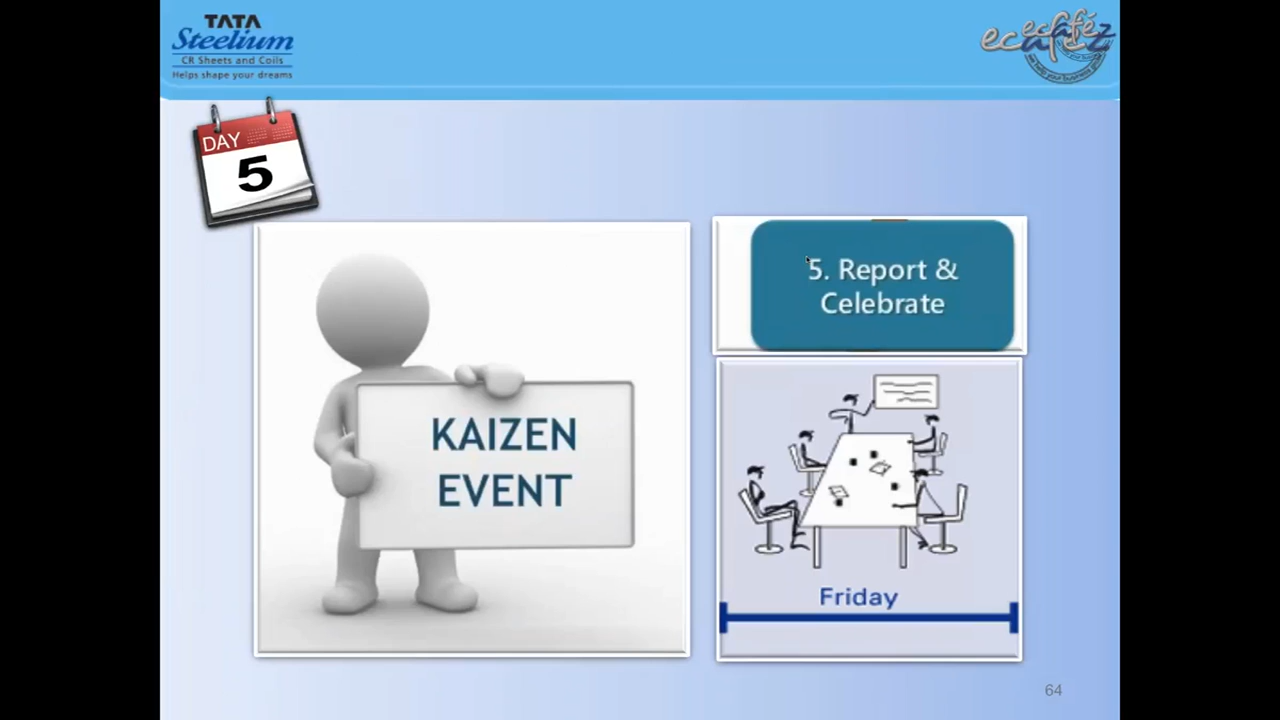 TATA
Steelium
CR Sheets and Coils
Helps shape your dreams
ecafez
DAY
5
KAIZEN
EVENT
5. Report &
Celebrate
Friday
64